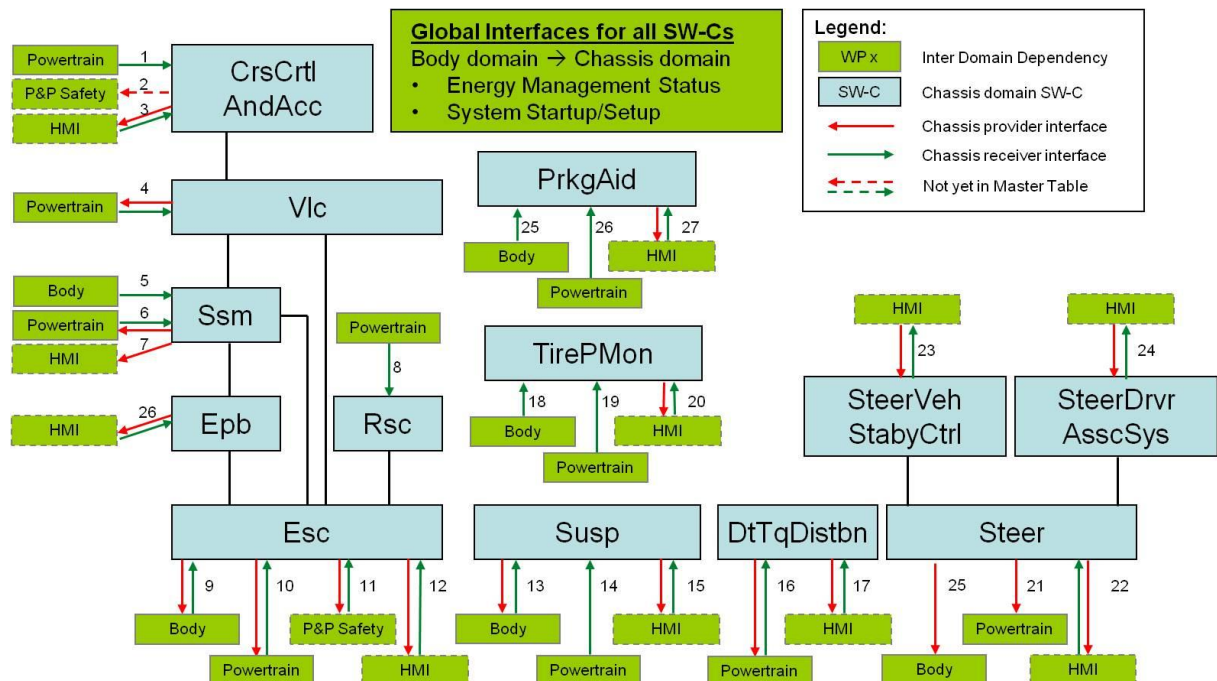 Global Interfaces for all SW-Cs
Body domain → Chassis domain
• Energy Management Status
• System Startup/Setup
Legend:
WP x
Inter Domain Dependency
SW-C
Chassis domain SW-C
Chassis provider interface
Chassis receiver interface
Not yet in Master Table
Powertrain
1
P&P Safety
2
HMI
3
CrsCrtl
AndAcc
Powertrain
4
Vlc
Body
5
Powertrain
6
HMI
7
Ssm
HMI
26
Epb
Powertrain
8
Rsc
PrkgAid
25
26
27
Body
HMI
Powertrain
TirePMon
18
19
20
Body
HMI
Powertrain
HMI
23
SteerVeh
StabyCtrl
HMI
24
SteerDrvr
AsscSys
Esc
9
10
11
12
Body
P&P Safety
Powertrain
HMI
Susp
13
14
15
Body
HMI
Powertrain
DtTqDistbn
16
17
HMI
Powertrain
Steer
25
21
22
Powertrain
Body
HMI